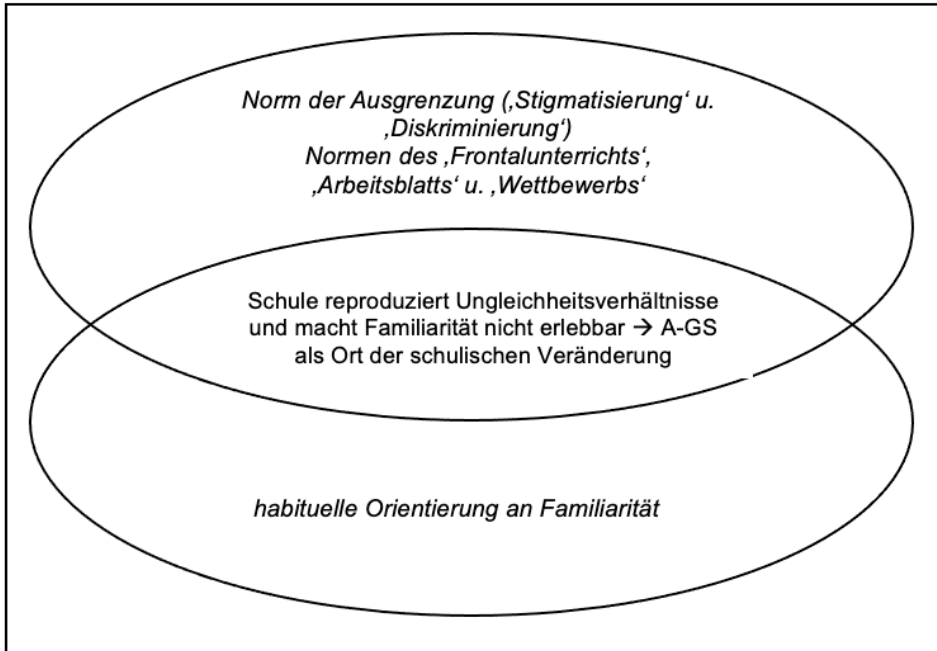 Norm der Ausgrenzung (‚Stigmatisierung‘ u.
‚Diskriminierung‘)
Normen des ‚Frontalunterrichts‘,
‚Arbeitsblatts‘ u. ‚Wettbewerbs‘
Schule reproduziert Ungleichheitsverhältnisse
und macht Familiarität nicht erlebbar → A-GS
als Ort der schulischen Veränderung
habituelle Orientierung an Familiarität